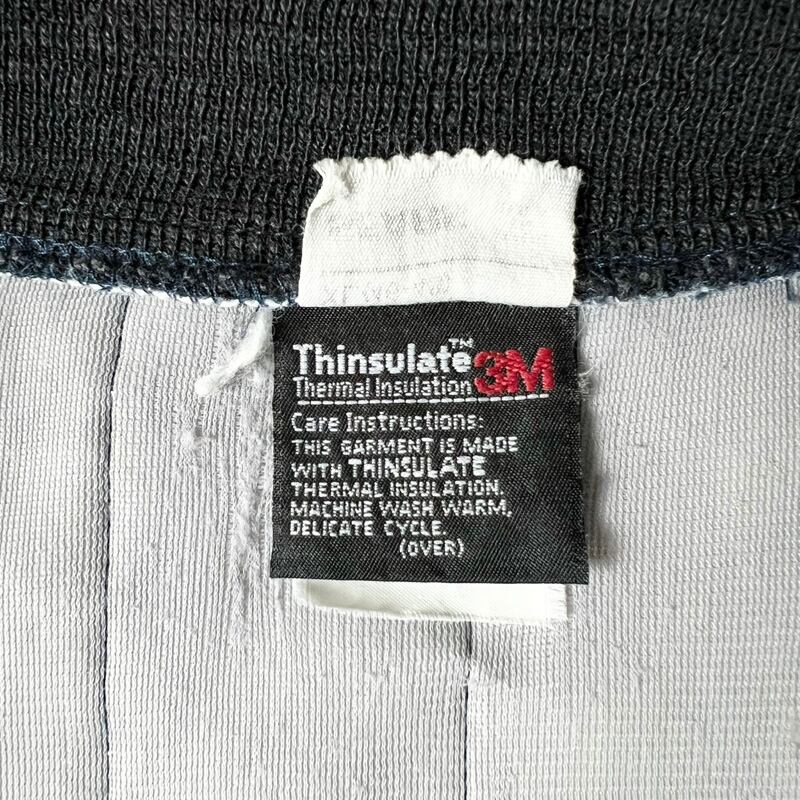 Thinsulate™ 3M
Thermal Insulation
Care Instructions:
THIS GARMENT IS MADE
WITH THINSULATE
THERMAL INSULATION.
MACHINE WASH WARM,
DELICATE CYCLE.
(OVER)